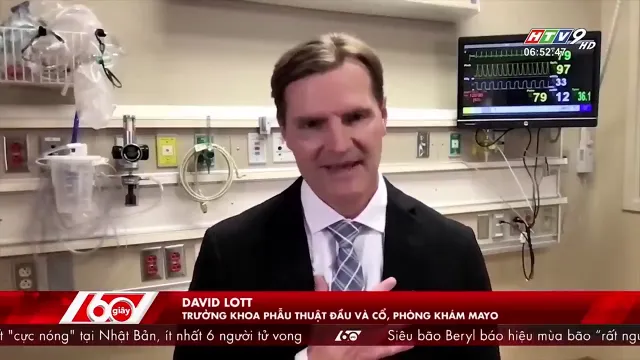 HTV9 HD
06:52:47
79
97
33
79 12 36.1
60 giây
DAVID LOTT
TRƯỞNG KHOA PHẪU THUẬT ĐẦU VÀ CỔ, PHÒNG KHÁM MAYO
t "cực nóng" tại Nhật Bản, ít nhất 6 người tử vong 60 Siêu bão Beryl báo hiệu mùa bão "rất ng